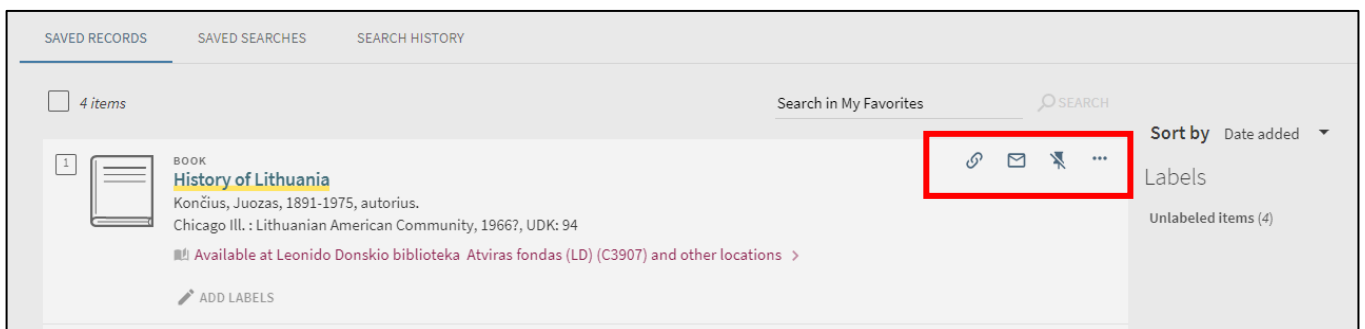 SAVED RECORDS SAVED SEARCHES SEARCH HISTORY
4 items
Search in My Favorites SEARCH
Sort by Date added
1
BOOK
History of Lithuania
Končius, Juozas, 1891-1975, autorius.
Chicago Ill. : Lithuanian American Community, 1966?, UDK: 94
Available at Leonido Donskio biblioteka Atviras fondas (LD) (C3907) and other locations >
ADD LABELS
Labels
Unlabeled items (4)